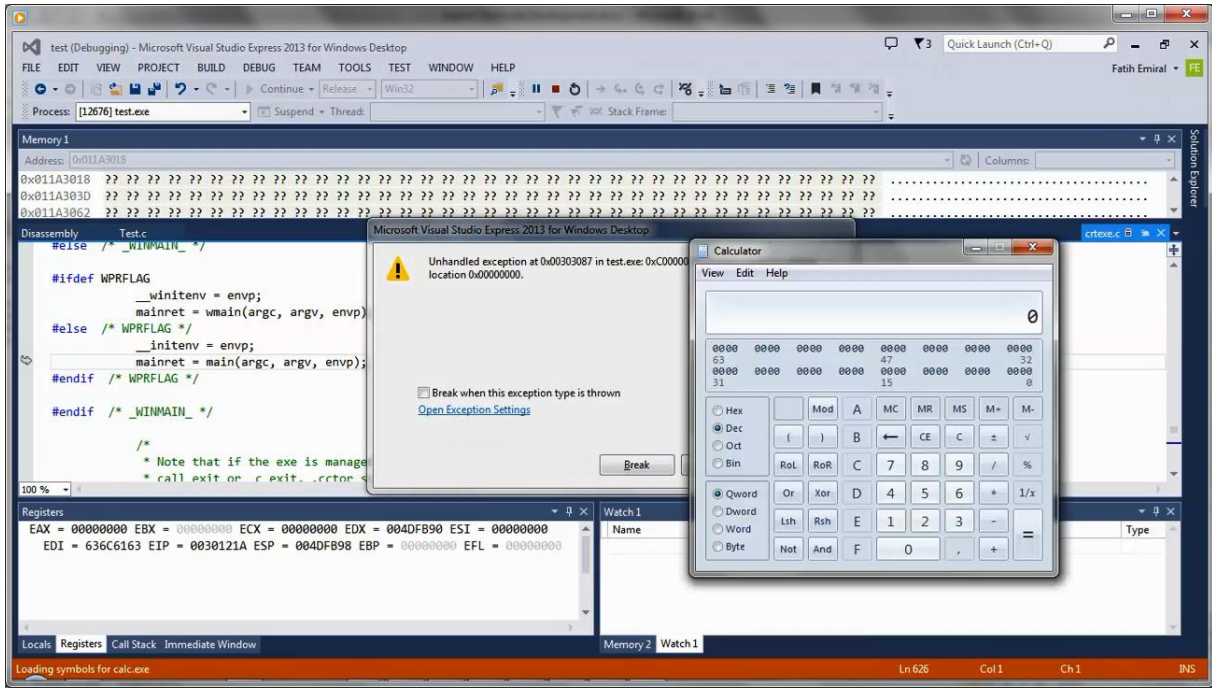 test (Debugging) - Microsoft Visual Studio Express 2013 for Windows Desktop
3
Quick Launch (Ctrl+Q)
FILE EDIT VIEW PROJECT BUILD DEBUG TEAM TOOLS TEST WINDOW HELP
Fatih Emiral FE
Continue Release Win32
Process: [12676] test.exe Suspend Thread: Stack Frame:
Memory 1
Address: 0x011A3018 Columns:
0x011A3018 ?? ?? ?? ?? ?? ?? ?? ?? ?? ?? ?? ?? ?? ?? ?? ?? ?? ?? ?? ?? ?? ?? ?? ?? ?? ?? ?? ?? ?? ?? ?? ?? ?? ?? ?? ?? ?? .....................................
0x011A303D ?? ?? ?? ?? ?? ?? ?? ?? ?? ?? ?? ?? ?? ?? ?? ?? ?? ?? ?? ?? ?? ?? ?? ?? ?? ?? ?? ?? ?? ?? ?? ?? ?? ?? ?? ?? ?? .....................................
0x011A3062 ?? ?? ?? ?? ?? ?? ?? ?? ?? ?? ?? ?? ?? ?? ?? ?? ?? ?? ?? ?? ?? ?? ?? ?? ?? ?? ?? ?? ?? ?? ?? ?? ?? ?? ?? ?? ?? .....................................
Solution Explorer
Disassembly Test.c
crtexe.c
#else /* _WINMAIN_ */
#ifdef WPRFLAG
__winitenv = envp;
mainret = wmain(argc, argv, envp)
#else /* WPRFLAG */
__initenv = envp;
mainret = main(argc, argv, envp);
#endif /* WPRFLAG */
#endif /* _WINMAIN_ */
/*
* Note that if the exe is manage
* call exit or _c_exit. .cctor s
100 %
Microsoft Visual Studio Express 2013 for Windows Desktop
Unhandled exception at 0x00303087 in test.exe: 0xC00000
location 0x00000000.
Break when this exception type is thrown
Open Exception Settings
Break
Calculator
View Edit Help
0
0000 0000 0000 0000 0000 0000 0000 0000
63 47 32
0000 0000 0000 0000 0000 0000 0000 0000
31 15 0
Hex
Dec
Oct
Bin
Qword
Dword
Word
Byte
Mod A MC MR MS M+ M-
( ) B ← CE C ± √
RoL RoR C 7 8 9 / %
Or Xor D 4 5 6 * 1/x
Lsh Rsh E 1 2 3 - =
Not And F 0 , +
Registers
EAX = 00000000 EBX = 00000000 ECX = 00000000 EDX = 004DFB90 ESI = 00000000
EDI = 636C6163 EIP = 0030121A ESP = 004DFB98 EBP = 00000000 EFL = 00000000
Watch 1
Name Type
Locals Registers Call Stack Immediate Window
Memory 2 Watch 1
Loading symbols for calc.exe
Ln 626 Col 1 Ch 1 INS